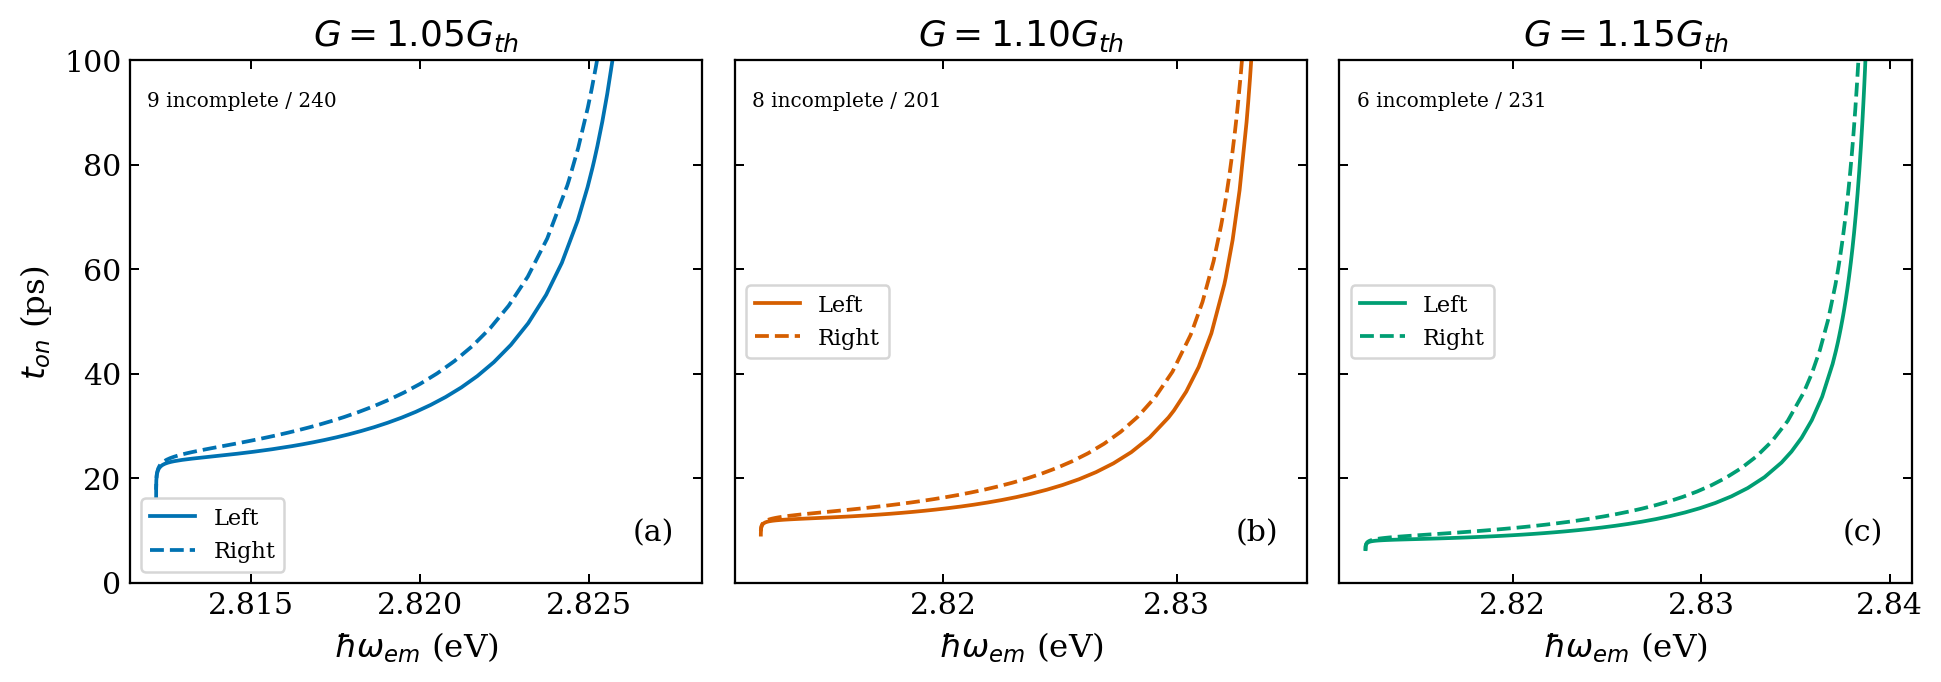 G = 1.05G_th
G = 1.10G_th
G = 1.15G_th
t_on (ps)
100
80
60
40
20
0
9 incomplete / 240
Left
Right
(a)
2.815
2.820
2.825
ħω_em (eV)
8 incomplete / 201
Left
Right
(b)
2.82
2.83
ħω_em (eV)
6 incomplete / 231
Left
Right
(c)
2.82
2.83
2.84
ħω_em (eV)